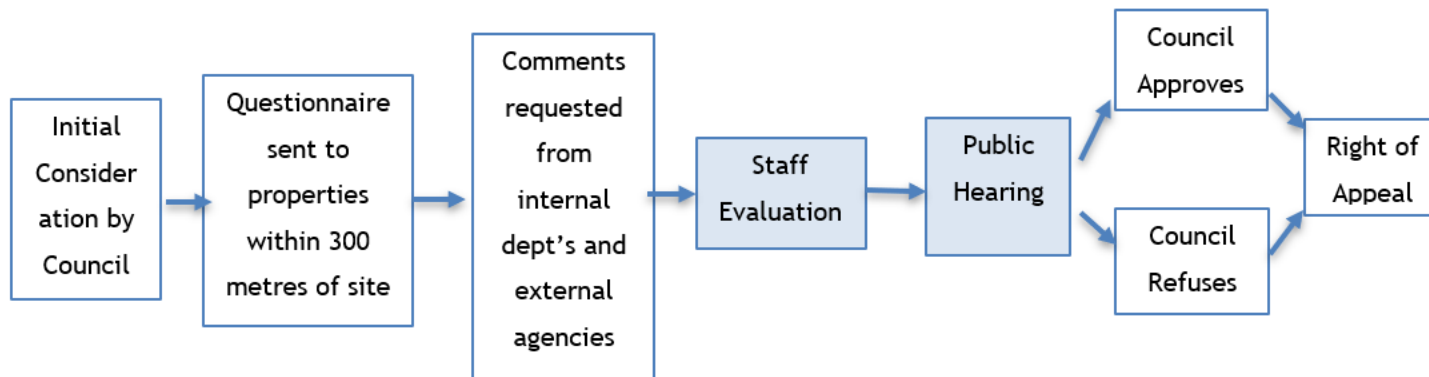 Initial
Consider
ation by
Council
Questionnaire
sent to
properties
within 300
metres of site
Comments
requested
from
internal
dept’s and
external
agencies
Staff
Evaluation
Public
Hearing
Council
Approves
Council
Refuses
Right of
Appeal